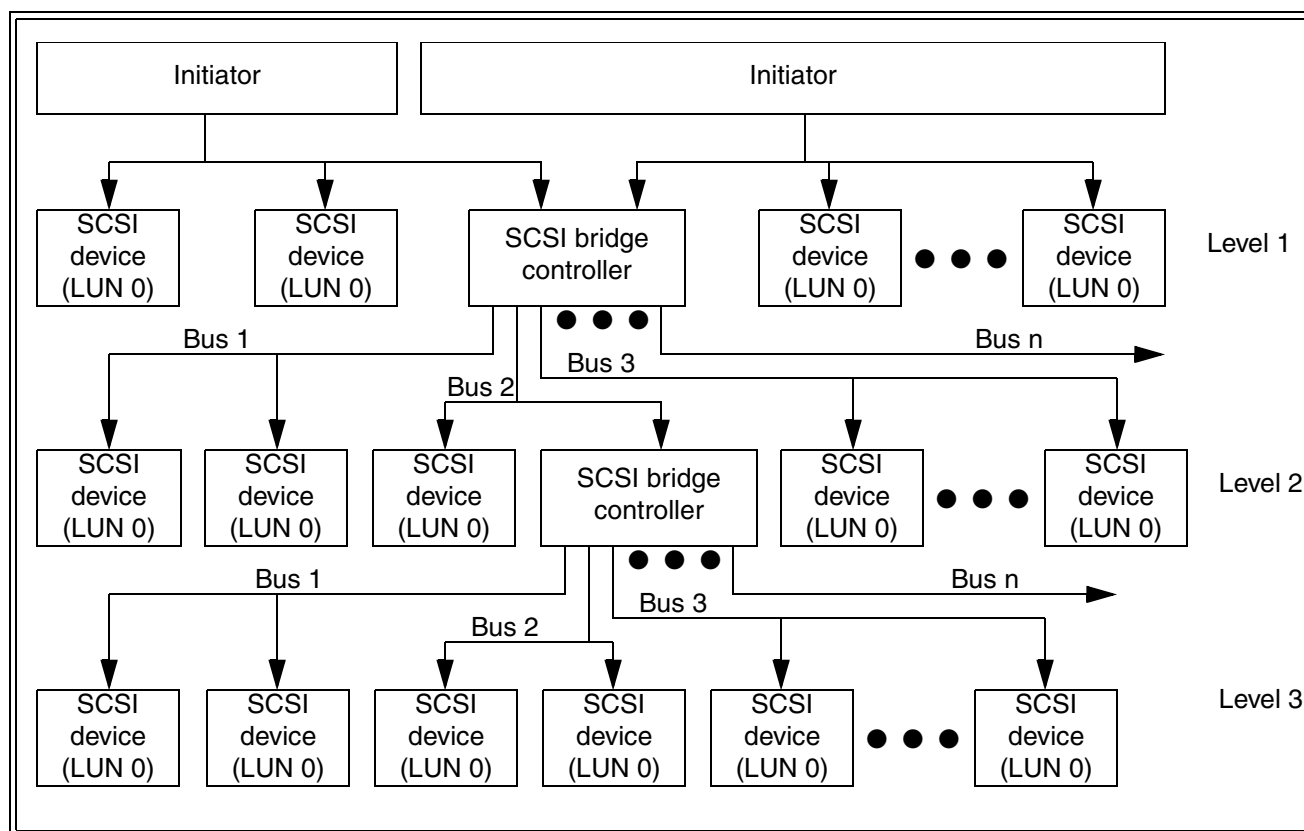 Initiator
Initiator
SCSI
device
(LUN 0)
SCSI
device
(LUN 0)
SCSI bridge
controller
SCSI
device
(LUN 0)
SCSI
device
(LUN 0)
Level 1
Bus 1
Bus n
Bus 3
Bus 2
SCSI
device
(LUN 0)
SCSI
device
(LUN 0)
SCSI
device
(LUN 0)
SCSI bridge
controller
SCSI
device
(LUN 0)
SCSI
device
(LUN 0)
Level 2
Bus 1
Bus n
Bus 3
Bus 2
SCSI
device
(LUN 0)
SCSI
device
(LUN 0)
SCSI
device
(LUN 0)
SCSI
device
(LUN 0)
SCSI
device
(LUN 0)
SCSI
device
(LUN 0)
Level 3